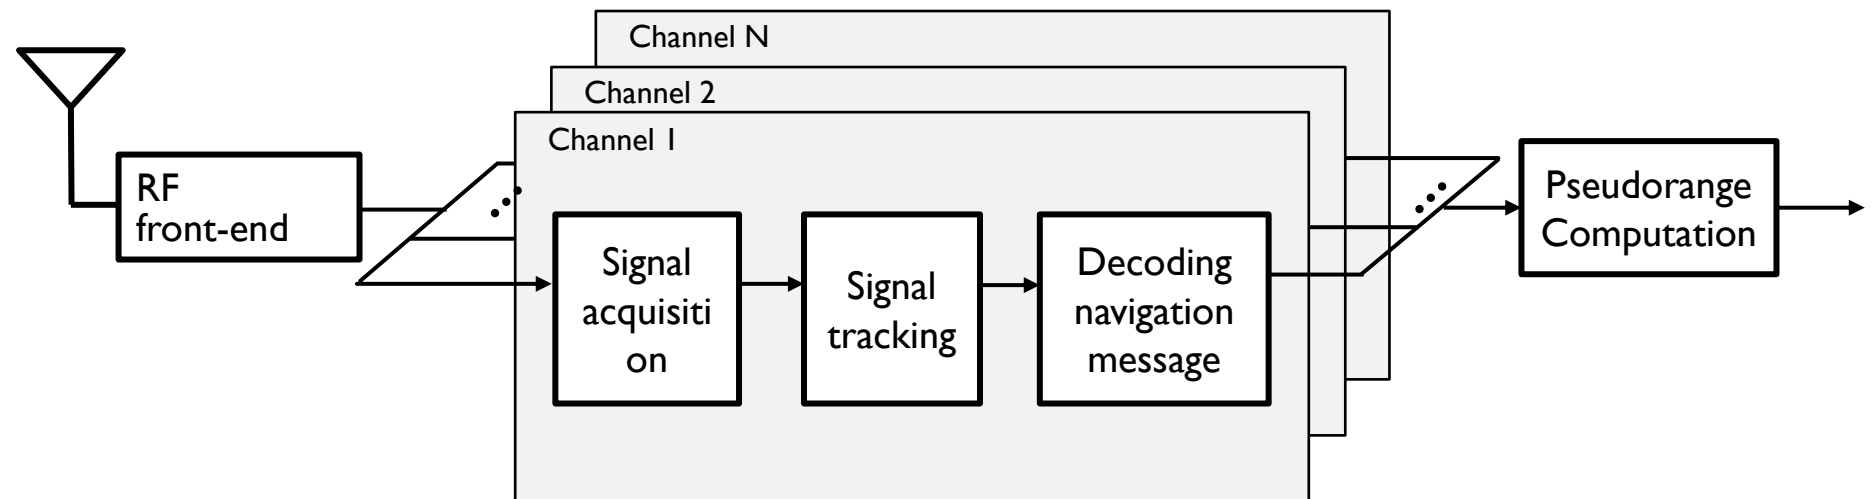 Channel N
Channel 2
Channel 1
RF
front-end
Signal
acquisiti
on
Signal
tracking
Decoding
navigation
message
Pseudorange
Computation